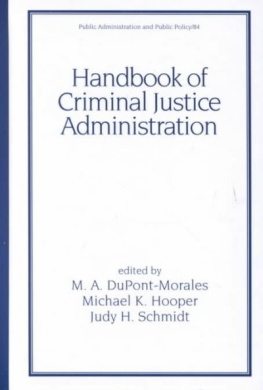 Public Administration and Public Policy/84
Handbook of
Criminal Justice
Administration
edited by
M. A. DuPont-Morales
Michael K. Hooper
Judy H. Schmidt